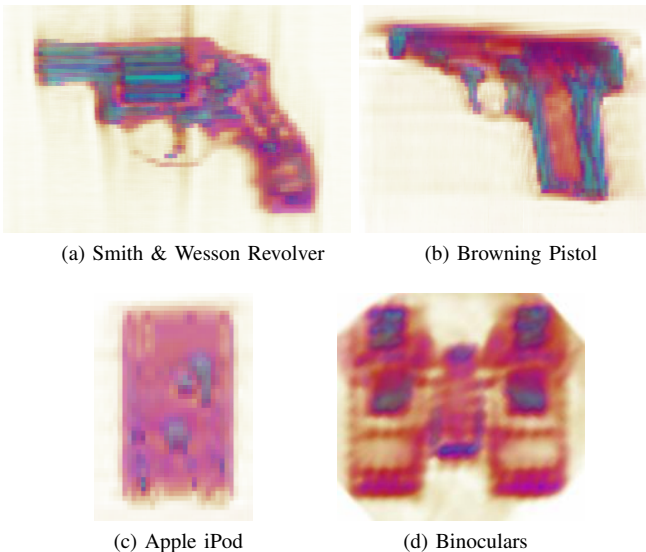 (a) Smith & Wesson Revolver
(b) Browning Pistol
(c) Apple iPod
(d) Binoculars